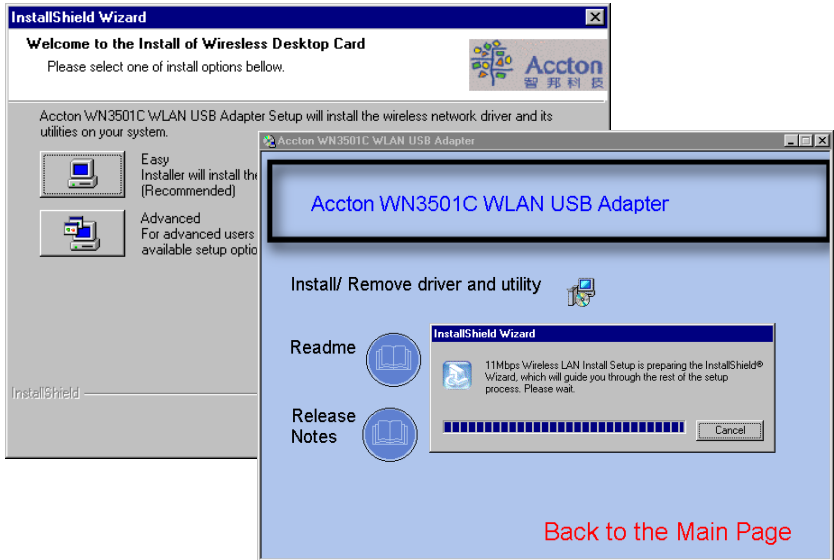 InstallShield Wizard
Welcome to the Install of Wiresless Desktop Card
Please select one of install options bellow.
Accton
智邦科技
Accton WN3501C WLAN USB Adapter Setup will install the wireless network driver and its
utilities on your system.
Easy
Installer will install the
(Recommended)
Advanced
For advanced users
available setup optio
InstallShield
Accton WN3501C WLAN USB Adapter
Accton WN3501C WLAN USB Adapter
Install/ Remove driver and utility
Readme
Release
Notes
InstallShield Wizard
11Mbps Wireless LAN Install Setup is preparing the InstallShield®
Wizard, which will guide you through the rest of the setup
process. Please wait.
Cancel
Back to the Main Page